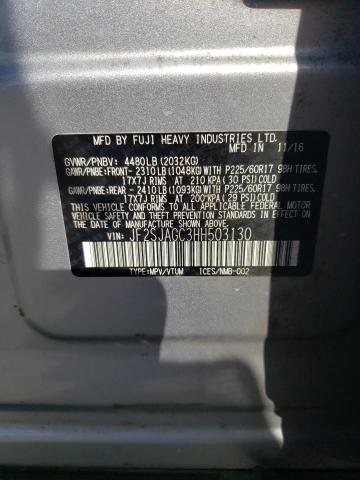 MFD BY FUJI HEAVY INDUSTRIES LTD.
MADE IN JAPAN 11/16
GVWR/PNBV: 4480LB (2032KG)
GAWR/PNBE:FRONT- 2310LB(1048KG)WITH P225/60R17 98H TIRES.
17X7J RIMS AT 210 KPA( 30 PSI)COLD
GAWR/PNBE:REAR - 2410LB(1093KG)WITH P225/60R17 98H TIRES.
17X7J RIMS AT 200 KPA( 29 PSI)COLD
THIS VEHICLE CONFORMS TO ALL APPLICABLE FEDERAL
MOTOR VEHICLE SAFETY AND BUMPER STANDARDS IN EFFECT
ON THE DATE OF MANUFACTURE SHOWN ABOVE.
VIN: JF2SJAGC3HH503130
TYPE:MPV/VTUM ICES/NMB-002